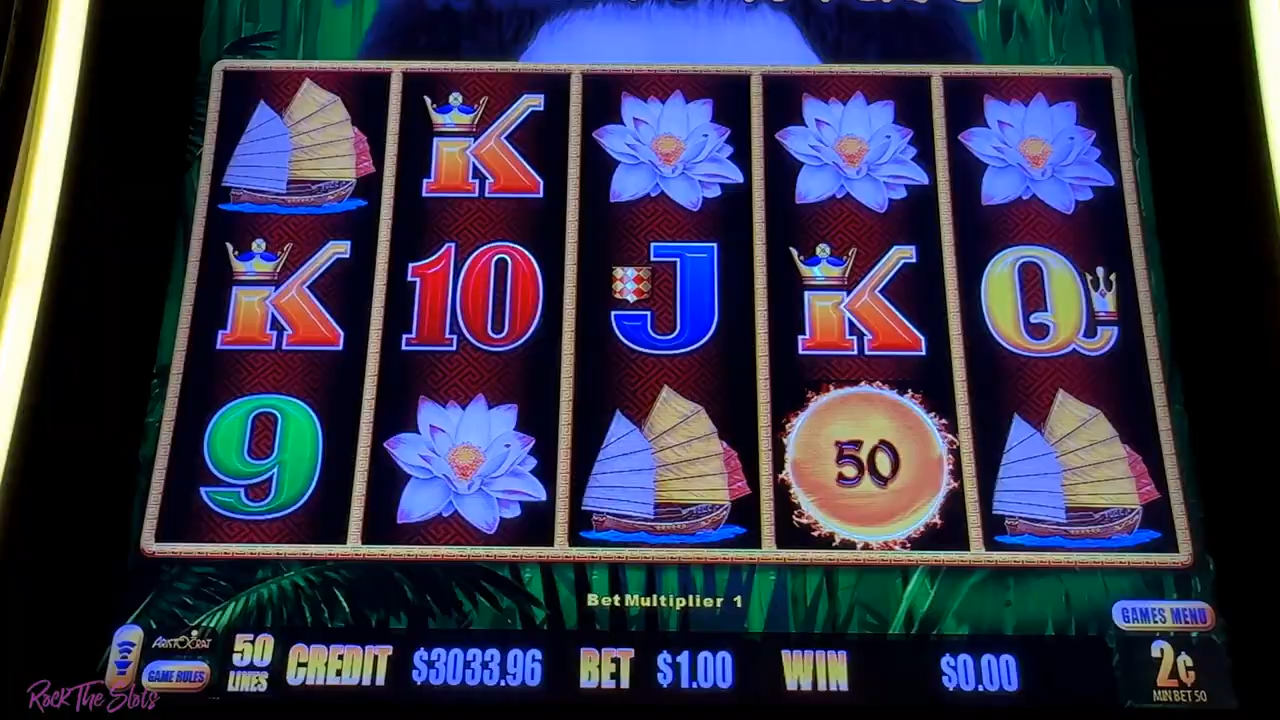 K
K
10
J
K
Q
9
50
Bet Multiplier 1
GAMES MENU
ARISTOCRAT
GAME RULES
50 LINES
CREDIT $3033.96
BET $1.00
WIN $0.00
2¢
MIN BET 50
Rock The Slots